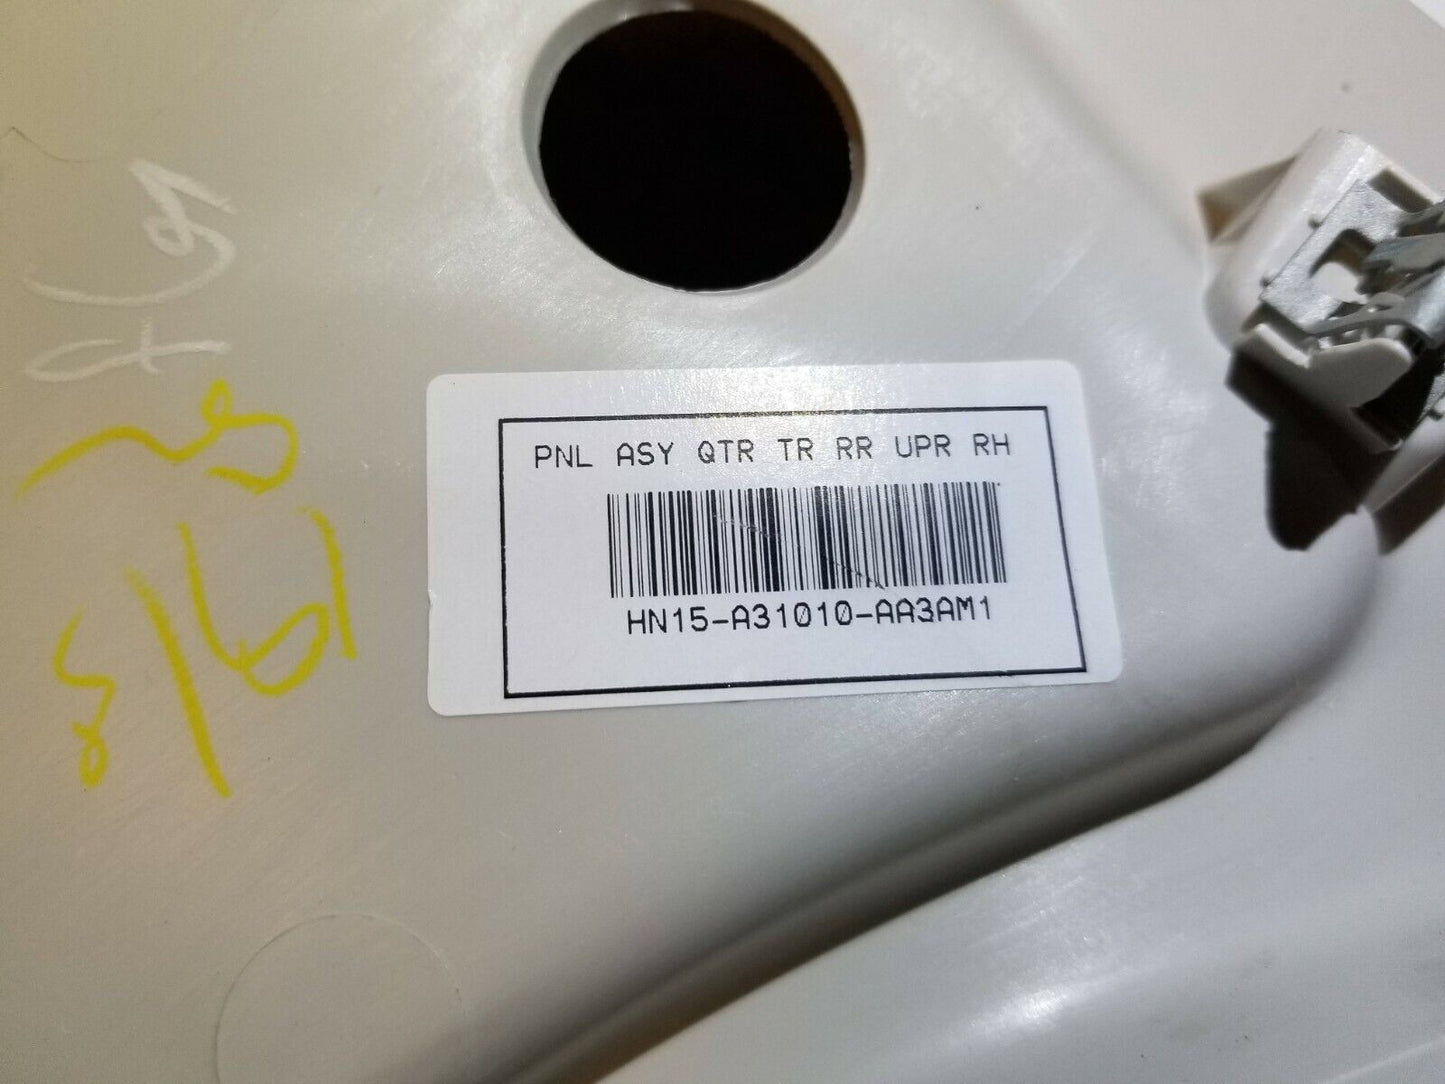 PNL ASY QTR TR RR UPR RH
HN15-A31010-AA3AM1